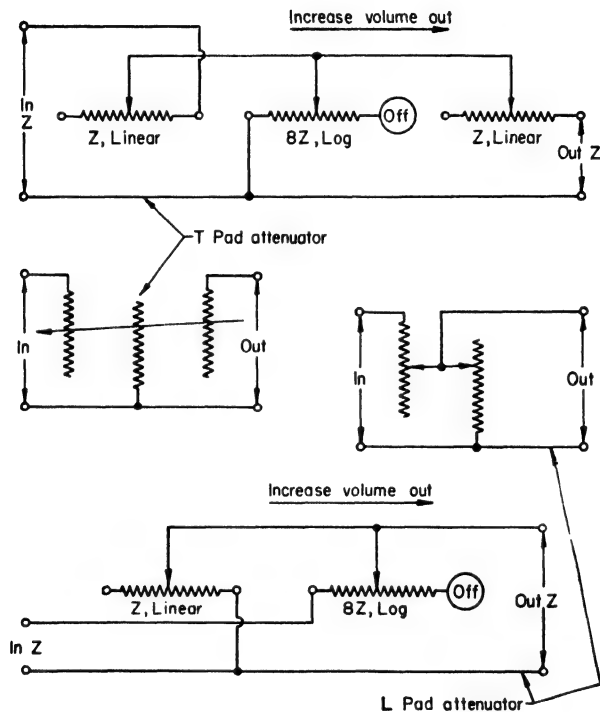 Increase volume out
In Z
Z, Linear
8Z, Log
Off
Z, Linear
Out Z
T Pad attenuator
In
Out
In
Out
Increase volume out
Z, Linear
8Z, Log
Off
Out Z
In Z
L Pad attenuator